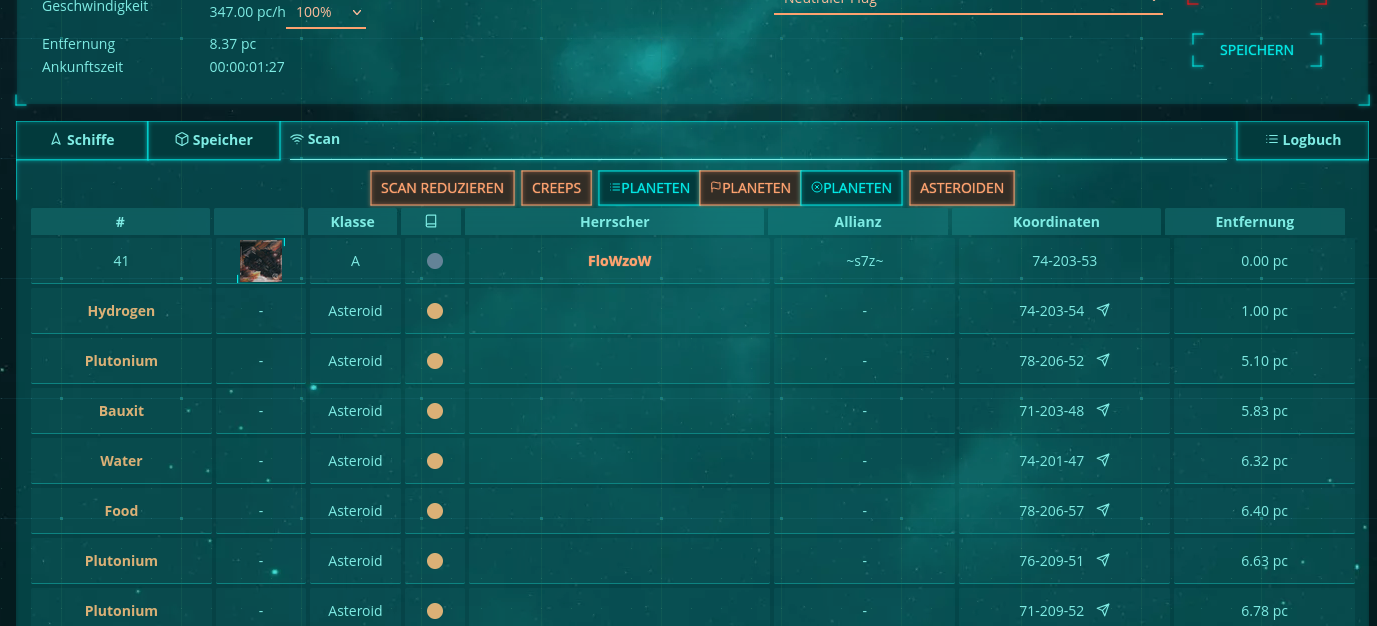 Geschwindigkeit 347.00 pc/h 100%
Neutraler Flug
Entfernung 8.37 pc
SPEICHERN
Ankunftszeit 00:00:01:27
Schiffe Speicher Scan Logbuch
SCAN REDUZIEREN CREEPS PLANETEN PLANETEN PLANETEN ASTEROIDEN
# Klasse Herrscher Allianz Koordinaten Entfernung
41 A FloWzoW ~s7z~ 74-203-53 0.00 pc
Hydrogen - Asteroid - 74-203-54 1.00 pc
Plutonium - Asteroid - 78-206-52 5.10 pc
Bauxit - Asteroid - 71-203-48 5.83 pc
Water - Asteroid - 74-201-47 6.32 pc
Food - Asteroid - 78-206-57 6.40 pc
Plutonium - Asteroid - 76-209-51 6.63 pc
Plutonium - Asteroid - 71-209-52 6.78 pc